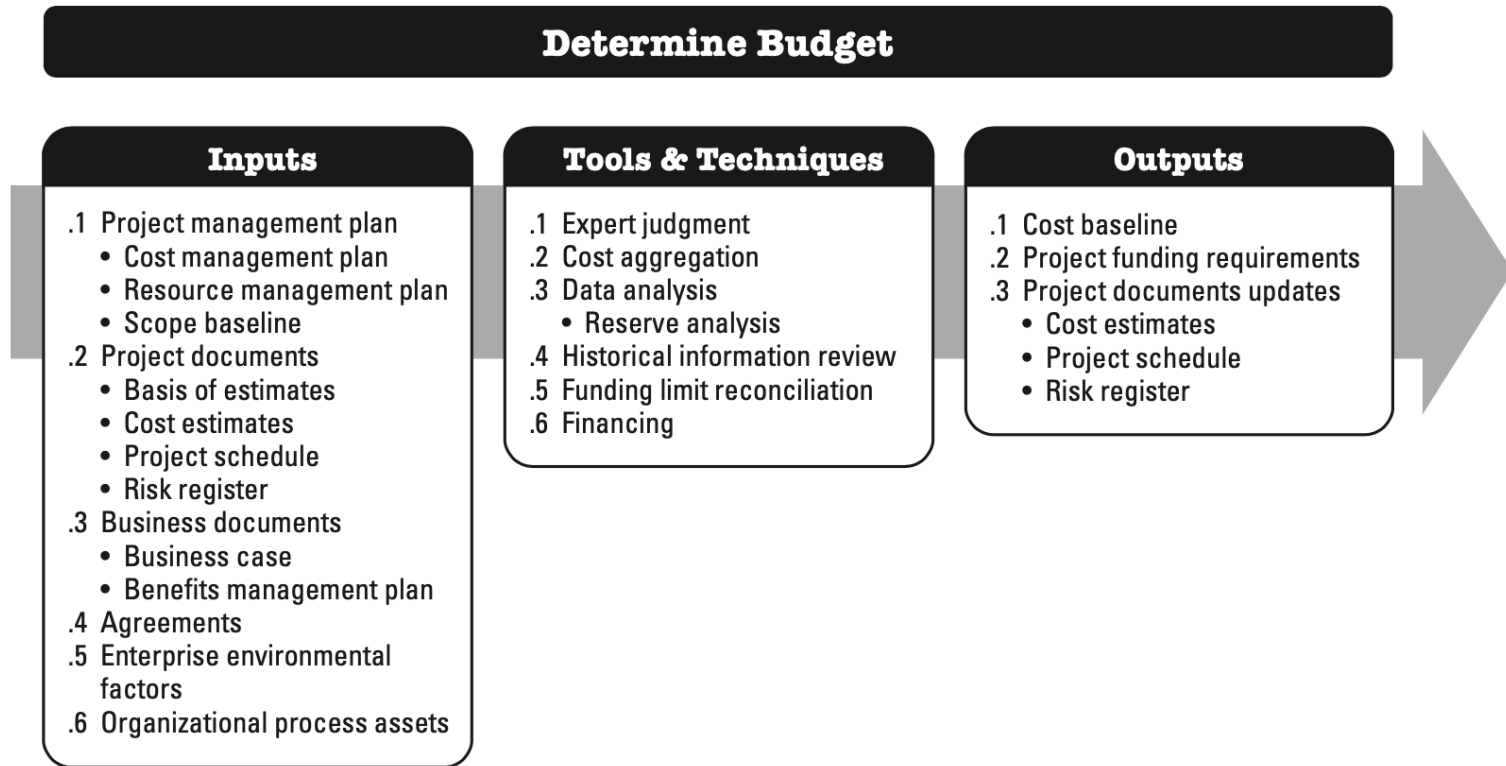 Determine Budget
Inputs
.1 Project management plan
• Cost management plan
• Resource management plan
• Scope baseline
.2 Project documents
• Basis of estimates
• Cost estimates
• Project schedule
• Risk register
.3 Business documents
• Business case
• Benefits management plan
.4 Agreements
.5 Enterprise environmental
factors
.6 Organizational process assets
Tools & Techniques
.1 Expert judgment
.2 Cost aggregation
.3 Data analysis
• Reserve analysis
.4 Historical information review
.5 Funding limit reconciliation
.6 Financing
Outputs
.1 Cost baseline
.2 Project funding requirements
.3 Project documents updates
• Cost estimates
• Project schedule
• Risk register